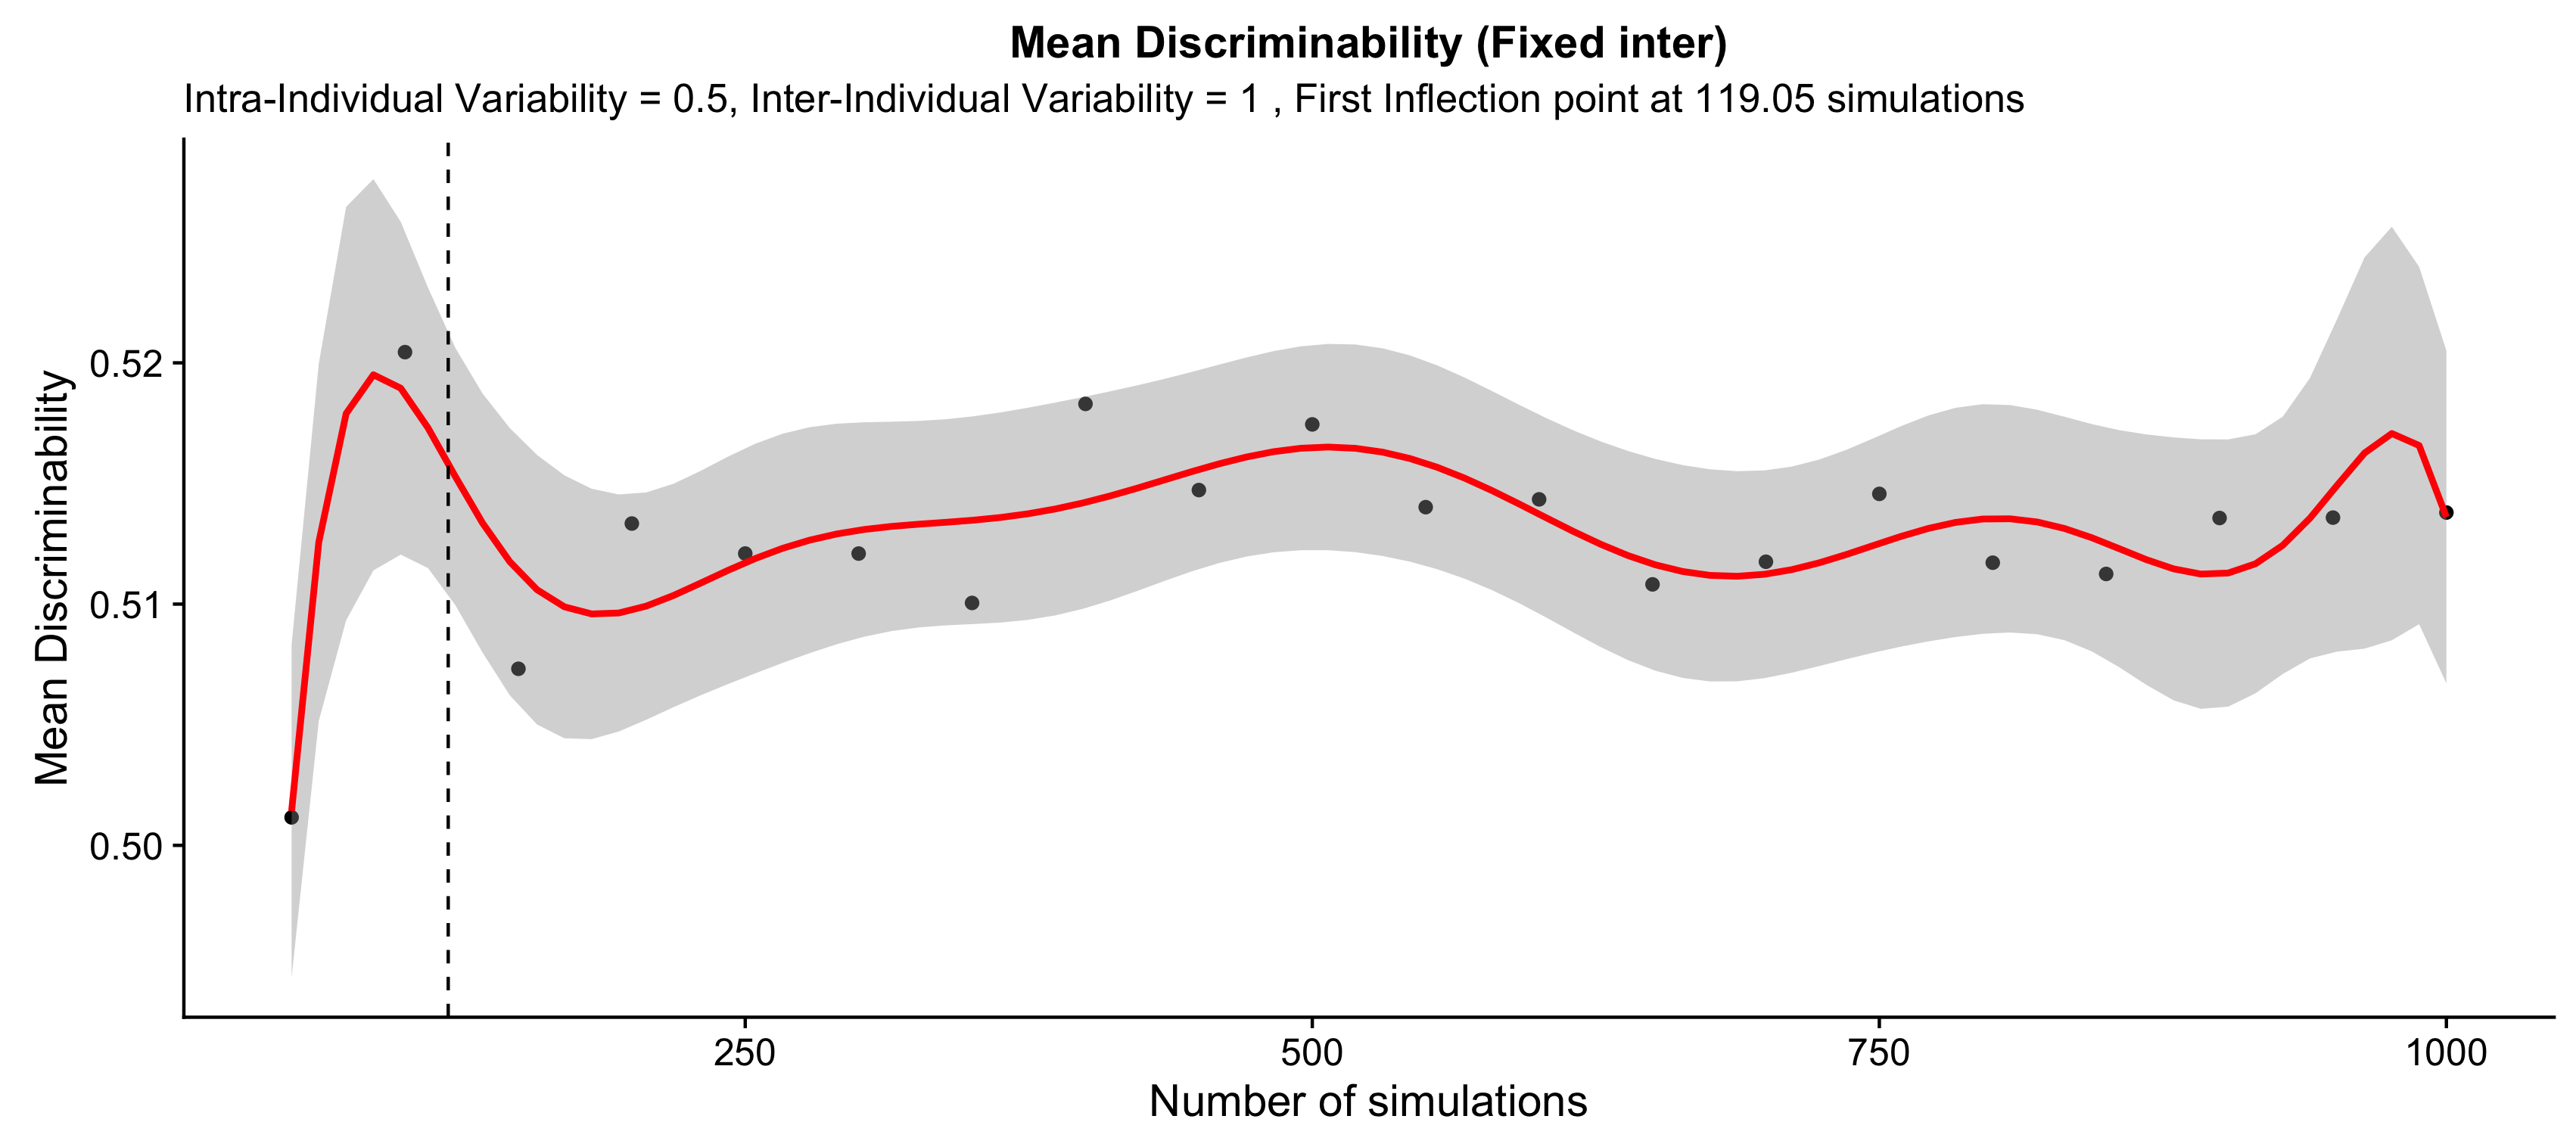 Mean Discriminability (Fixed inter)
Intra-Individual Variability = 0.5, Inter-Individual Variability = 1 , First Inflection point at 119.05 simulations
Mean Discriminability
0.52
0.51
0.50
250 500 750 1000
Number of simulations